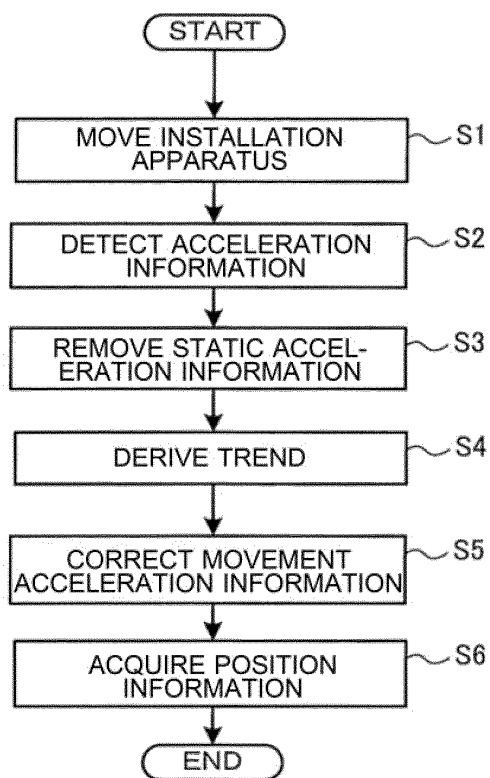 START
MOVE INSTALLATION
APPARATUS
S1
DETECT ACCELERATION
INFORMATION
S2
REMOVE STATIC ACCEL-
ERATION INFORMATION
S3
DERIVE TREND
S4
CORRECT MOVEMENT
ACCELERATION INFORMATION
S5
ACQUIRE POSITION
INFORMATION
S6
END